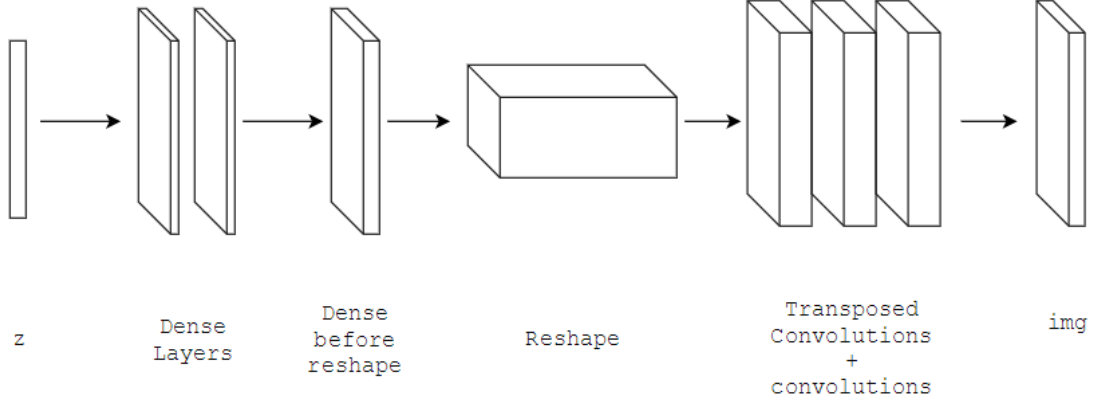 z
Dense
Layers
Dense
before
reshape
Reshape
Transposed
Convolutions
+
convolutions
img